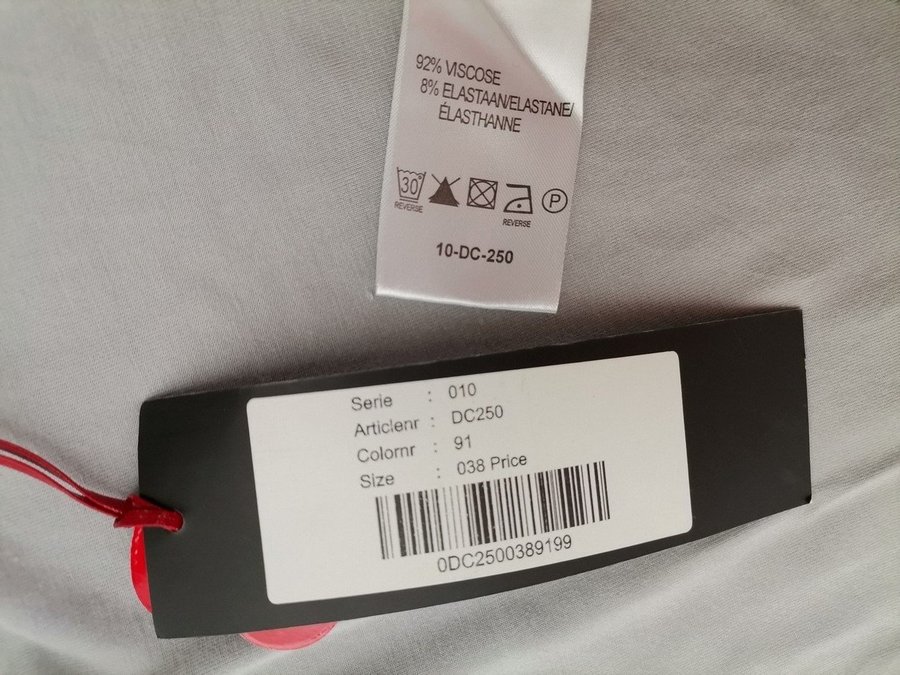 92% VISCOSE
8% ELASTAAN/ELASTANE/
ÉLASTHANNE
30°
P
REVERSE
REVERSE
10-DC-250
Serie : 010
Articlenr : DC250
Colornr : 91
Size : 038 Price
0DC2500389199